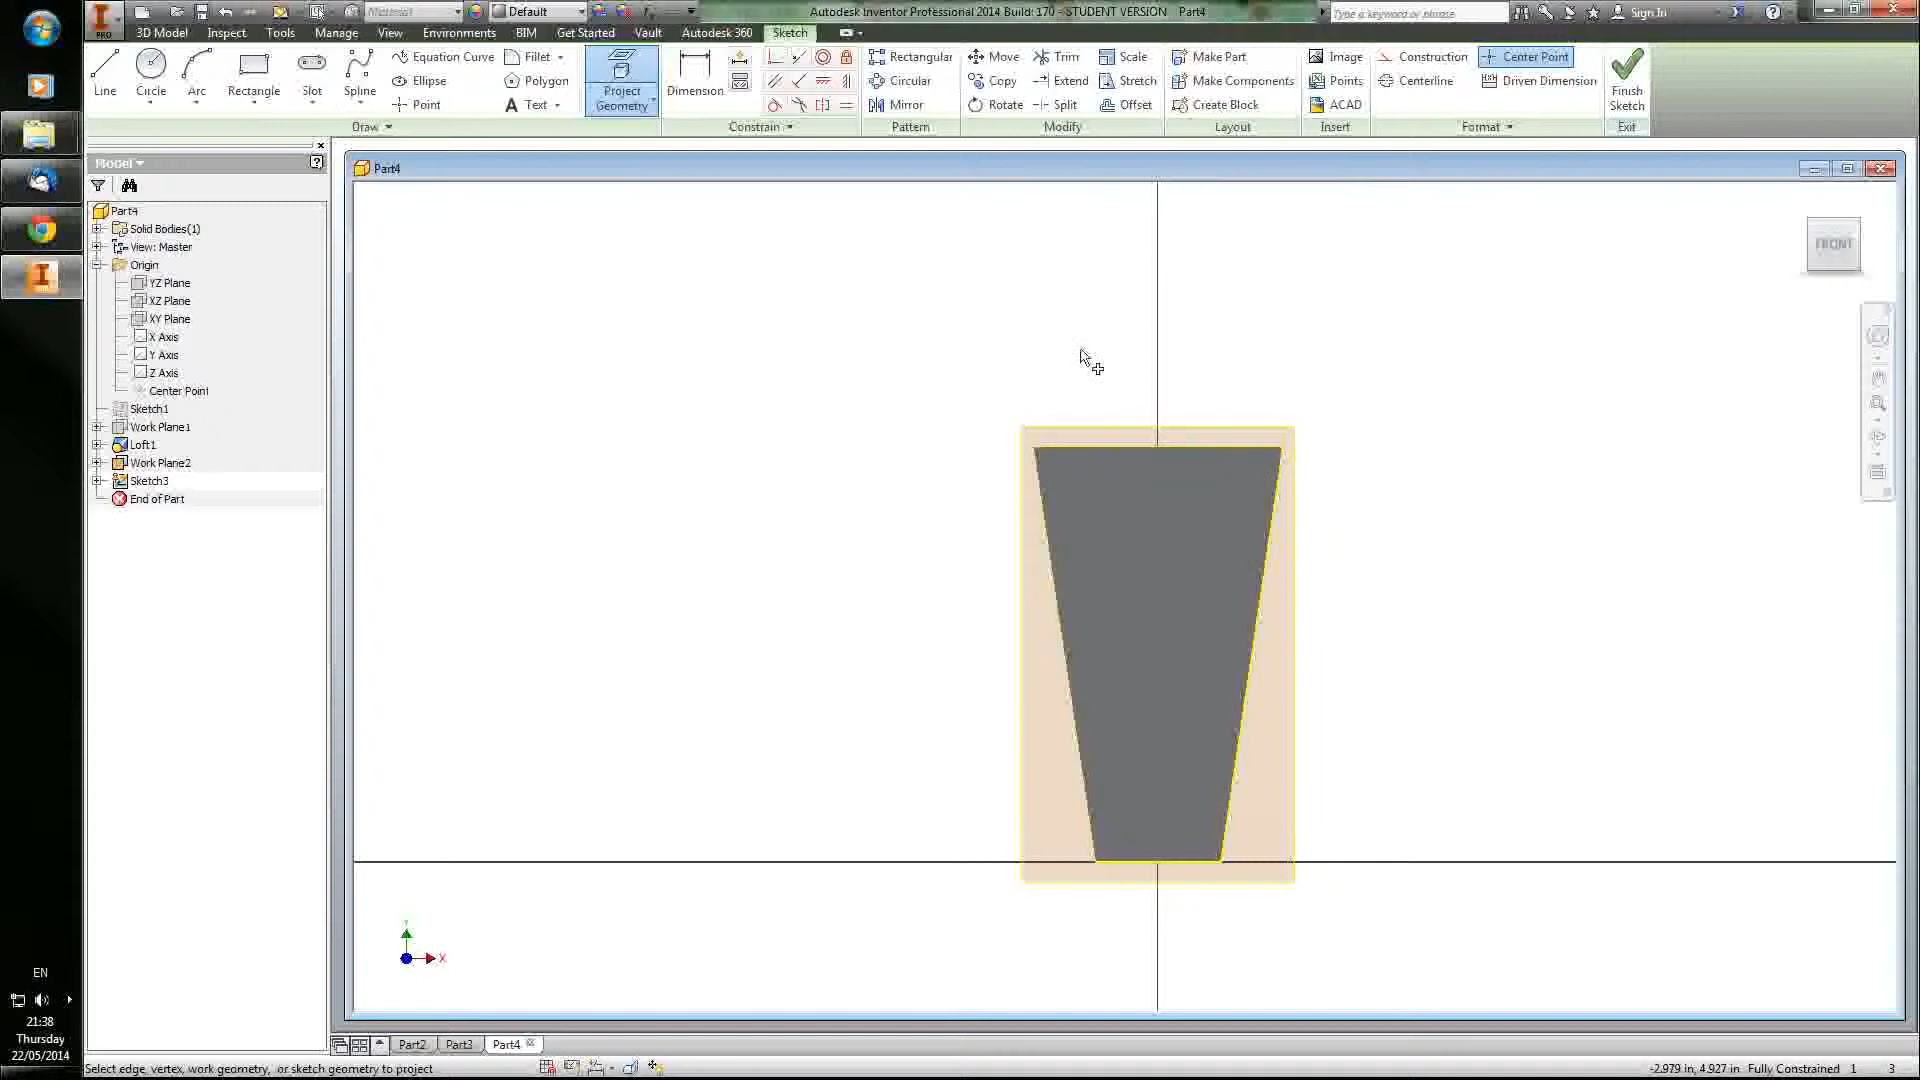 Material
Default
Autodesk Inventor Professional 2014 Build: 170 - STUDENT VERSION Part4
Type a keyword or phrase
Sign In
PRO
3D Model Inspect Tools Manage View Environments BIM Get Started Vault Autodesk 360 Sketch
Line Circle Arc Rectangle Slot Spline
Equation Curve
Ellipse
Point
Fillet
Polygon
A Text
Project
Geometry
Dimension
Rectangular
Circular
Mirror
Move
Copy
Rotate
Trim
Extend
Split
Scale
Stretch
Offset
Make Part
Make Components
Create Block
Image
Points
ACAD
Construction
Centerline
Center Point
Driven Dimension
Finish
Sketch
Draw Constrain Pattern Modify Layout Insert Format Exit
Model
Part4
Part4
Solid Bodies(1)
View: Master
Origin
YZ Plane
XZ Plane
XY Plane
X Axis
Y Axis
Z Axis
Center Point
Sketch1
Work Plane1
Loft1
Work Plane2
Sketch3
End of Part
FRONT
Y
X
EN
21:38
Thursday
22/05/2014
Part2 Part3 Part4
Select edge, vertex, work geometry, or sketch geometry to project
-2.979 in, 4.927 in Fully Constrained 1 3